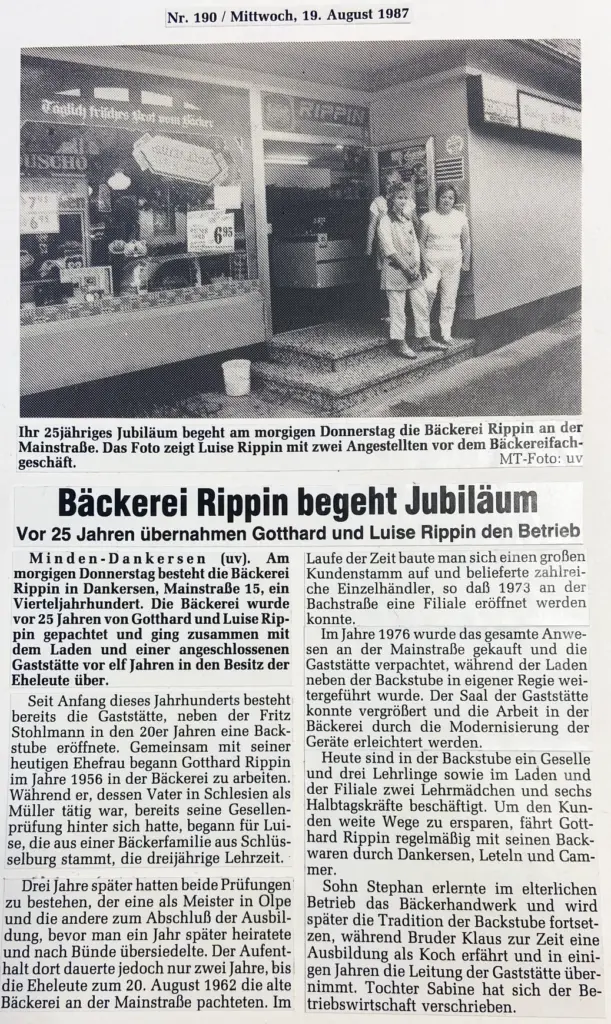 Nr. 190 / Mittwoch, 19. August 1987
Täglich frisches Brot vom Bäcker
RIPPIN
6.95
Ihr 25jähriges Jubiläum begeht am morgigen Donnerstag die Bäckerei Rippin an der
Mainstraße. Das Foto zeigt Luise Rippin mit zwei Angestellten vor dem Bäckereifach-
geschäft. MT-Foto: uv
Bäckerei Rippin begeht Jubiläum
Vor 25 Jahren übernahmen Gotthard und Luise Rippin den Betrieb
Minden-Dankersen (uv). Am
morgigen Donnerstag besteht die Bäckerei
Rippin in Dankersen, Mainstraße 15, ein
Vierteljahrhundert. Die Bäckerei wurde
vor 25 Jahren von Gotthard und Luise Rip-
pin gepachtet und ging zusammen mit
dem Laden und einer angeschlossenen
Gaststätte vor elf Jahren in den Besitz der
Eheleute über.
Seit Anfang dieses Jahrhunderts besteht
bereits die Gaststätte, neben der Fritz
Stohlmann in den 20er Jahren eine Back-
stube eröffnete. Gemeinsam mit seiner
heutigen Ehefrau begann Gotthard Rippin
im Jahre 1956 in der Bäckerei zu arbeiten.
Während er, dessen Vater in Schlesien als
Müller tätig war, bereits seine Gesellen-
prüfung hinter sich hatte, begann für Lui-
se, die aus einer Bäckerfamilie aus Schlüs-
selburg stammt, die dreijährige Lehrzeit.
Drei Jahre später hatten beide Prüfungen
zu bestehen, der eine als Meister in Olpe
und die andere zum Abschluß der Ausbil-
dung, bevor man ein Jahr später heiratete
und nach Bünde übersiedelte. Der Aufent-
halt dort dauerte jedoch nur zwei Jahre, bis
die Eheleute zum 20. August 1962 die alte
Bäckerei an der Mainstraße pachteten. Im
Laufe der Zeit baute man sich einen großen
Kundenstamm auf und belieferte zahlrei-
che Einzelhändler, so daß 1973 an der
Bachstraße eine Filiale eröffnet werden
konnte.
Im Jahre 1976 wurde das gesamte Anwe-
sen an der Mainstraße gekauft und die
Gaststätte verpachtet, während der Laden
neben der Backstube in eigener Regie wei-
tergeführt wurde. Der Saal der Gaststätte
konnte vergrößert und die Arbeit in der
Bäckerei durch die Modernisierung der
Geräte erleichtert werden.
Heute sind in der Backstube ein Geselle
und drei Lehrlinge sowie im Laden und
der Filiale zwei Lehrmädchen und sechs
Halbtagskräfte beschäftigt. Um den Kun-
den weite Wege zu ersparen, fährt Gott-
hard Rippin regelmäßig mit seinen Back-
waren durch Dankersen, Leteln und Cam-
mer.
Sohn Stephan erlernte im elterlichen
Betrieb das Bäckerhandwerk und wird
später die Tradition der Backstube fortset-
zen, während Bruder Klaus zur Zeit eine
Ausbildung als Koch erfährt und in eini-
gen Jahren die Leitung der Gaststätte über-
nimmt. Tochter Sabine hat sich der Be-
triebswirtschaft verschrieben.